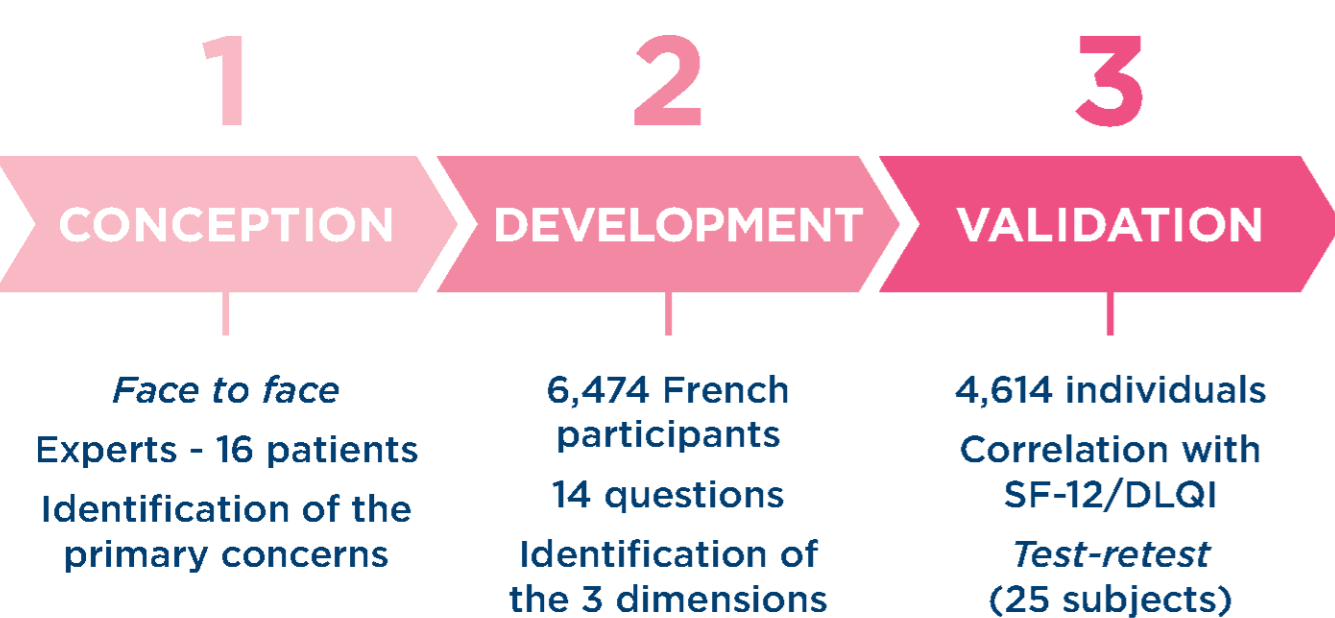 1
CONCEPTION
Face to face
Experts - 16 patients
Identification of the
primary concerns
2
DEVELOPMENT
6,474 French
participants
14 questions
Identification of
the 3 dimensions
3
VALIDATION
4,614 individuals
Correlation with
SF-12/DLQI
Test-retest
(25 subjects)